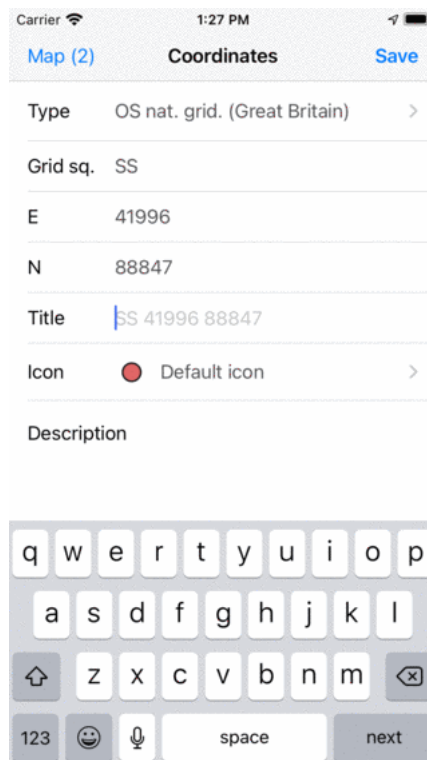 Carrier 1:27 PM
Map (2) Coordinates Save
Type OS nat. grid. (Great Britain)
Grid sq. SS
E 41996
N 88847
Title SS 41996 88847
Icon Default icon
Description
q w e r t y u i o p
a s d f g h j k l
z x c v b n m
123 space next